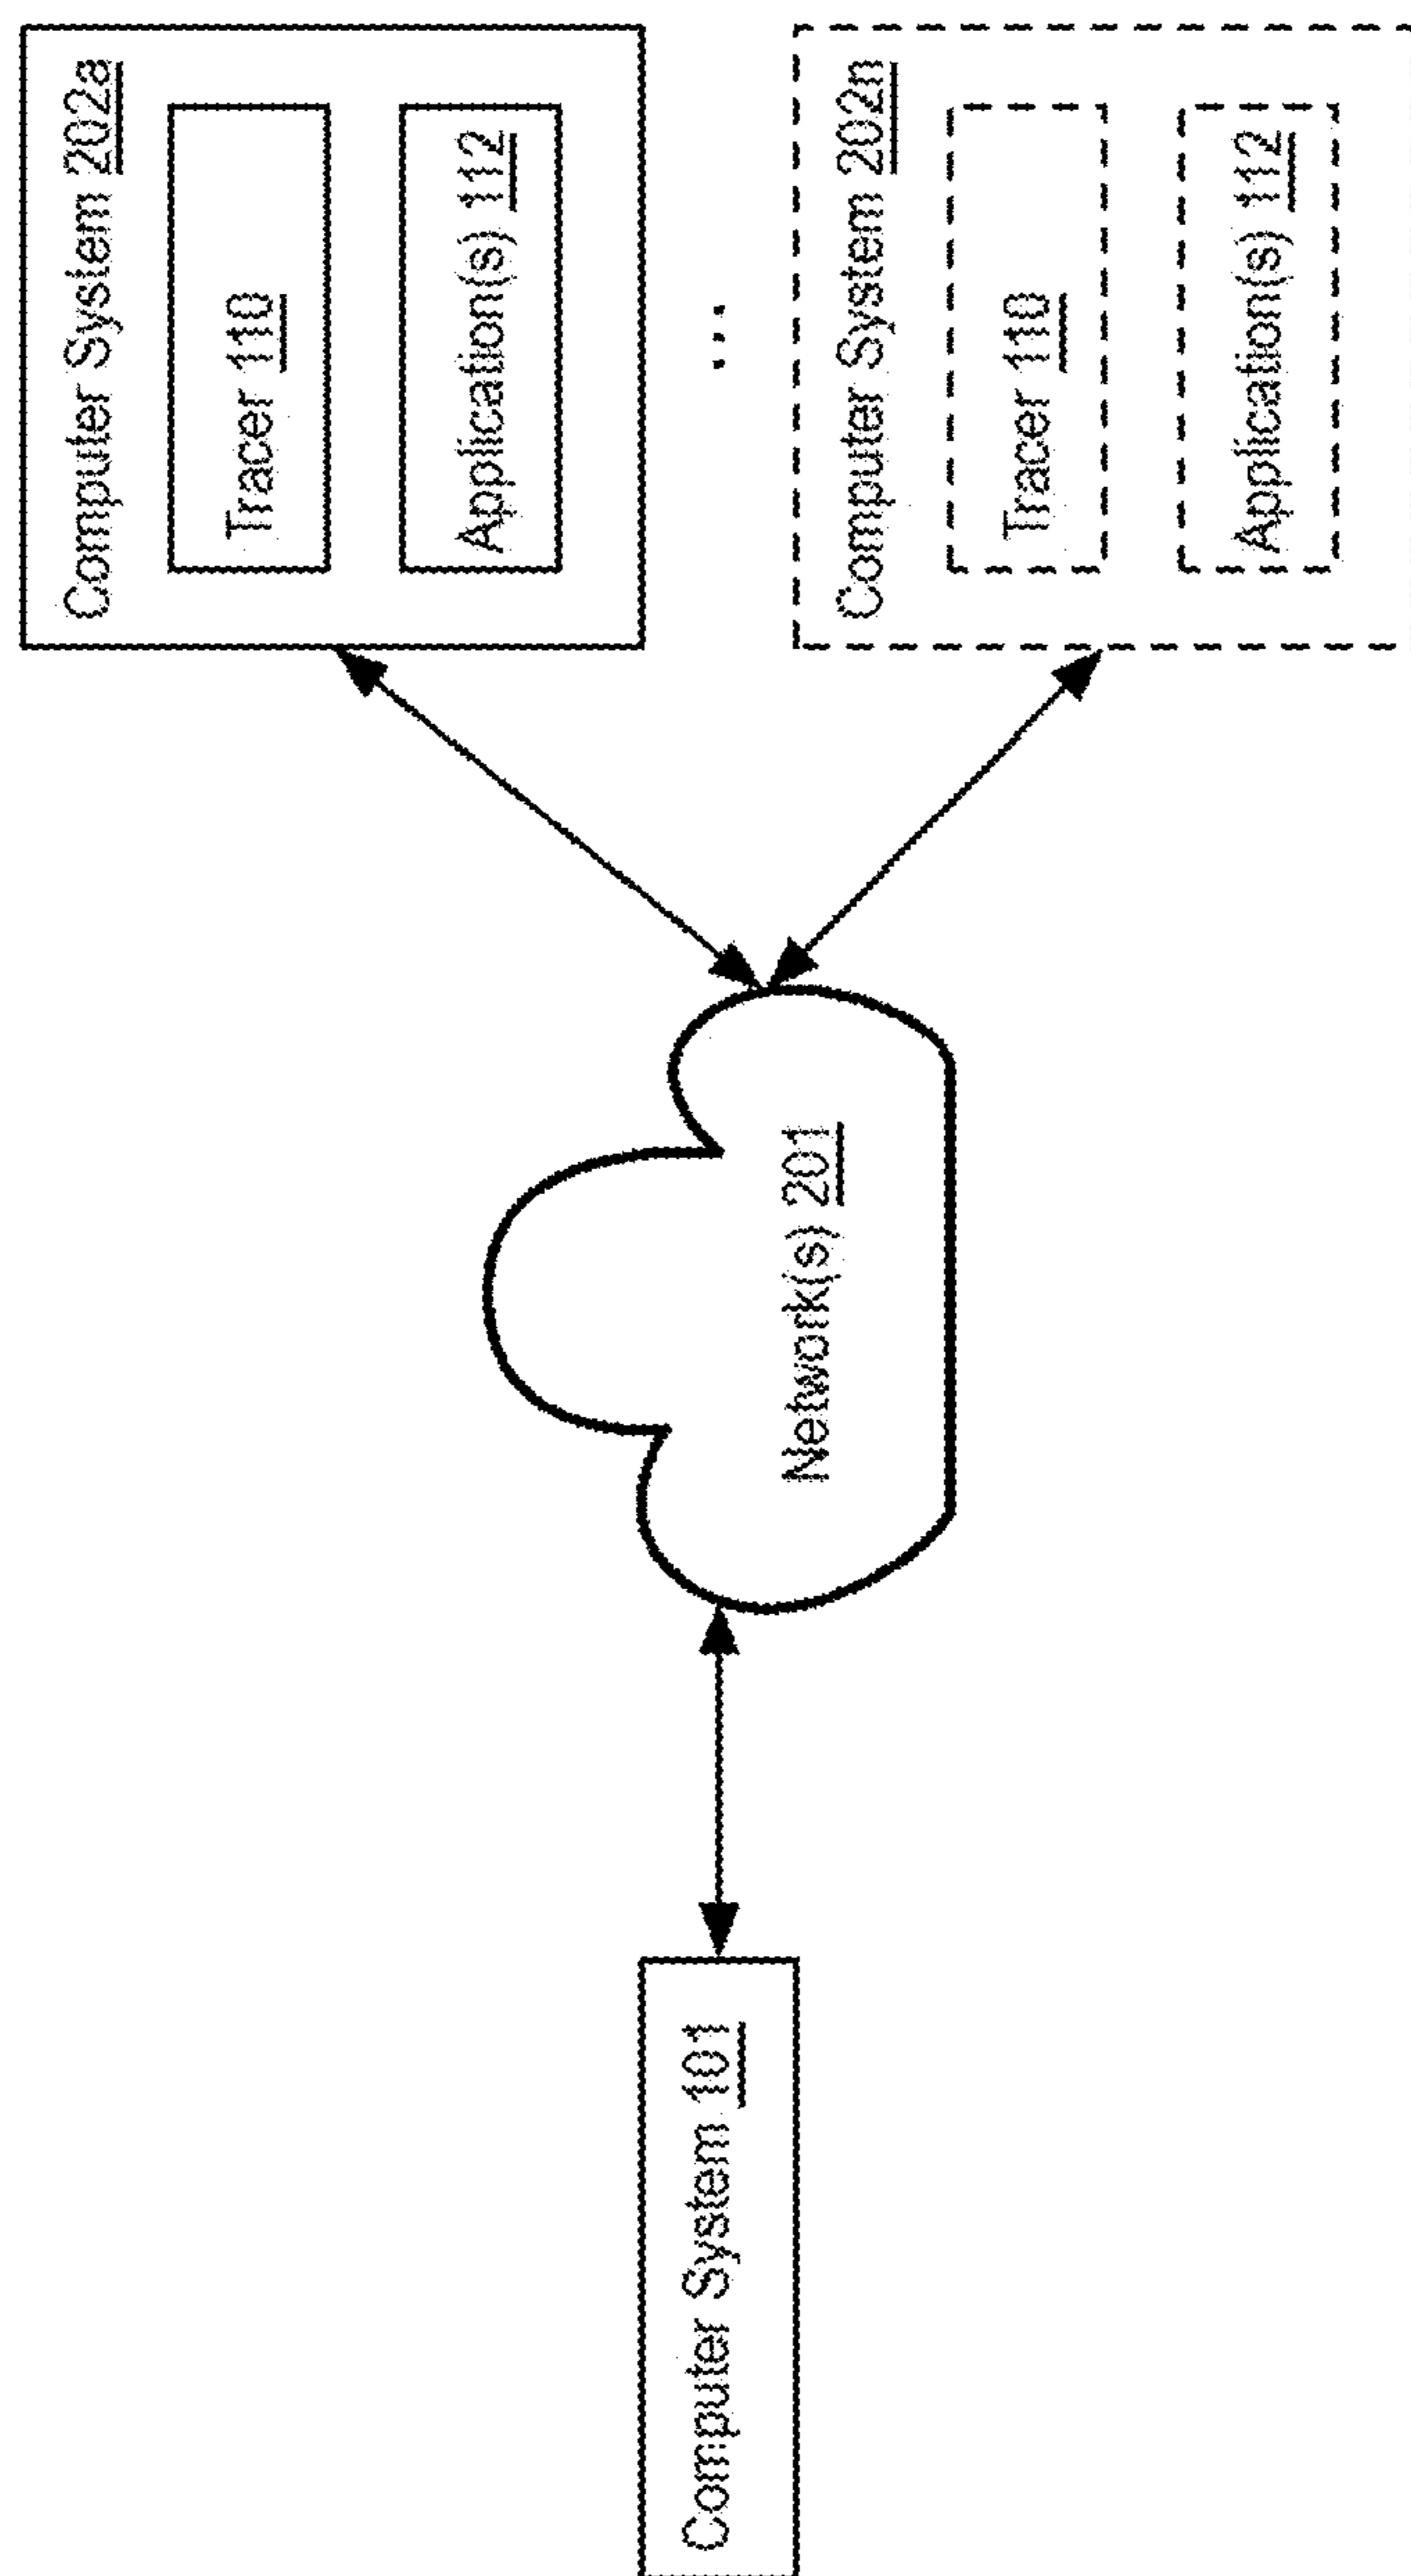 Computer System 101
Network(s) 201
Computer System 202a
Tracer 110
Application(s) 112
...
Computer System 202n
Tracer 110
Application(s) 112